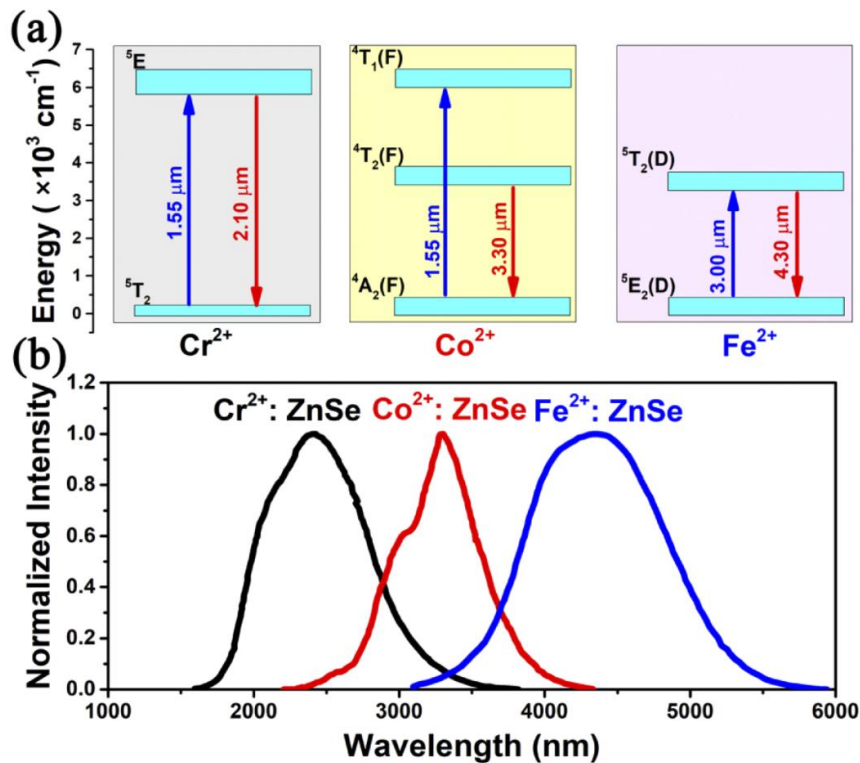 (a)
Energy ( ×10³ cm⁻¹)
7
6
5
4
3
2
1
0
⁵E
1.55 μm
2.10 μm
⁵T₂
Cr²⁺
⁴T₁(F)
⁴T₂(F)
1.55 μm
3.30 μm
⁴A₂(F)
Co²⁺
⁵T₂(D)
3.00 μm
4.30 μm
⁵E₂(D)
Fe²⁺
(b)
Normalized Intensity
1.2
1.0
0.8
0.6
0.4
0.2
0.0
Cr²⁺: ZnSe Co²⁺: ZnSe Fe²⁺: ZnSe
1000 2000 3000 4000 5000 6000
Wavelength (nm)